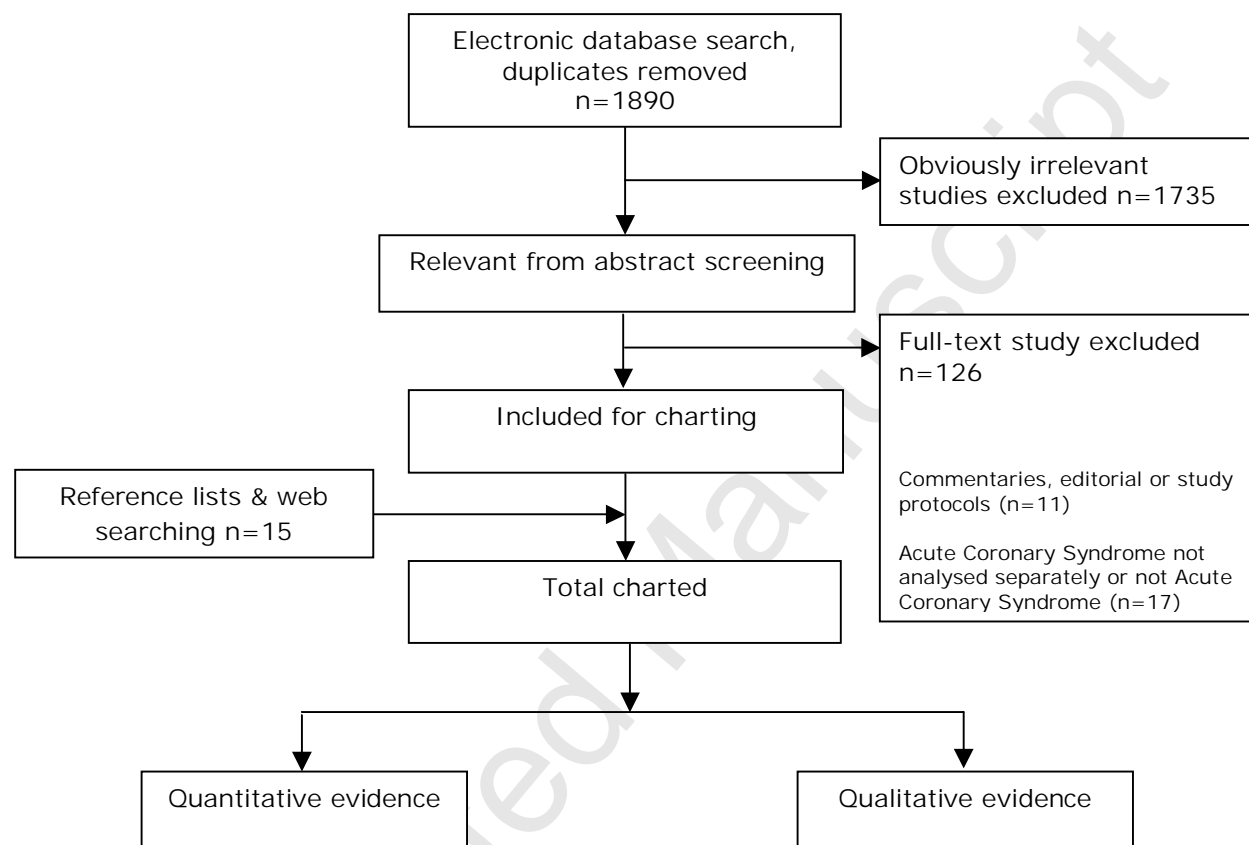 Electronic database search,
duplicates removed
n=1890
Obviously irrelevant
studies excluded n=1735
Relevant from abstract screening
Full-text study excluded
n=126
Commentaries, editorial or study
protocols (n=11)
Acute Coronary Syndrome not
analysed separately or not Acute
Coronary Syndrome (n=17)
Included for charting
Reference lists & web
searching n=15
Total charted
Quantitative evidence
Qualitative evidence
ed Manuscript